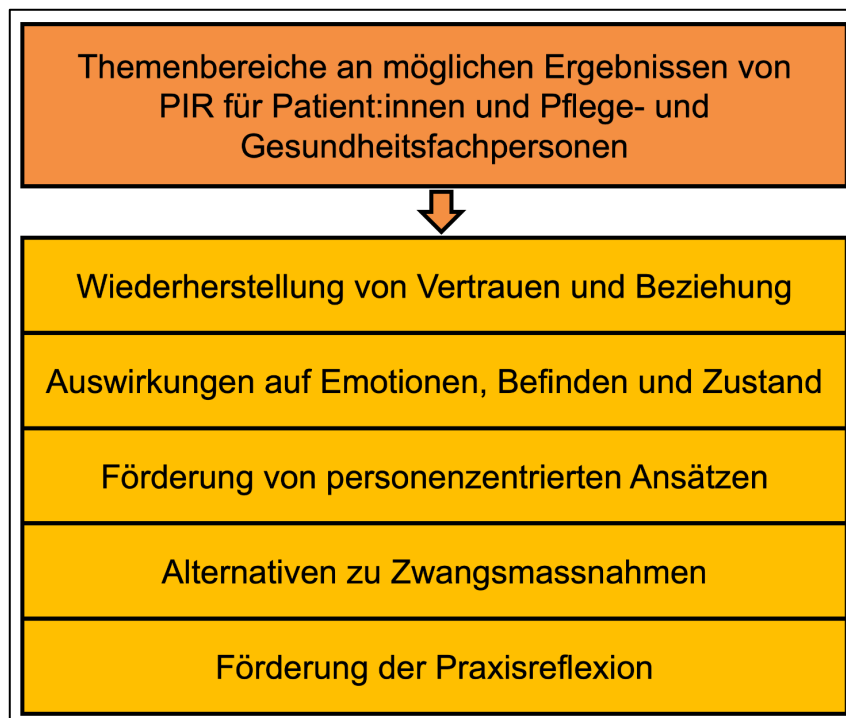 Themenbereiche an möglichen Ergebnissen von
PIR für Patient:innen und Pflege- und
Gesundheitsfachpersonen
Wiederherstellung von Vertrauen und Beziehung
Auswirkungen auf Emotionen, Befinden und Zustand
Förderung von personenzentrierten Ansätzen
Alternativen zu Zwangsmassnahmen
Förderung der Praxisreflexion